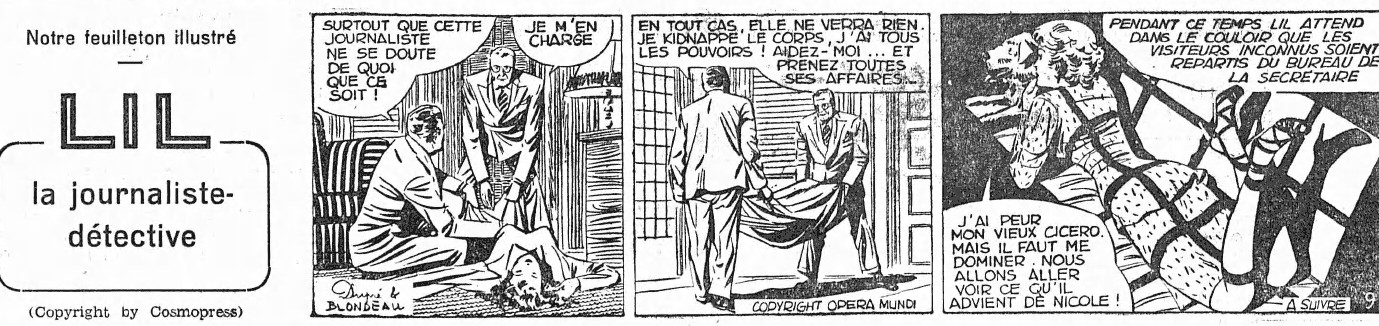 Notre feuilleton illustré
LIL
la journaliste-
détective
(Copyright by Cosmopress)
SURTOUT QUE CETTE
JOURNALISTE
NE SE DOUTE
DE QUOI
QUE CE
SOIT !
JE M'EN
CHARGE
BLONDEAU
EN TOUT CAS, ELLE NE VERRA RIEN.
JE KIDNAPPE LE CORPS, J'AI TOUS
LES POUVOIRS ! AIDEZ-MOI ... ET
PRENEZ TOUTES
SES AFFAIRES...
COPYRIGHT OPERA MUNDI
PENDANT CE TEMPS LIL ATTEND
DANS LE COULOIR QUE LES
VISITEURS INCONNUS SOIENT
REPARTIS DU BUREAU DE
LA SECRÉTAIRE
J'AI PEUR
MON VIEUX CICERO.
MAIS IL FAUT ME
DOMINER. NOUS
ALLONS ALLER
VOIR CE QU'IL
ADVIENT DE NICOLE !
A SUIVRE
9